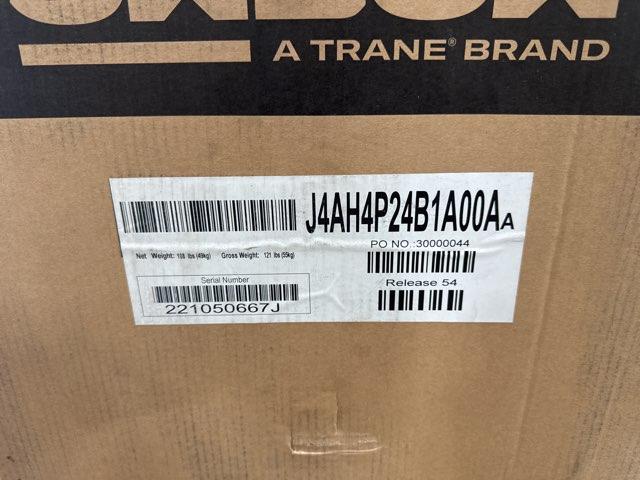 A TRANE® BRAND
J4AH4P24B1A00AA
PO NO.:30000044
Net Weight: 108 lbs (49kg) Gross Weight: 121 lbs (55kg)
Release 54
Serial Number
221050667J